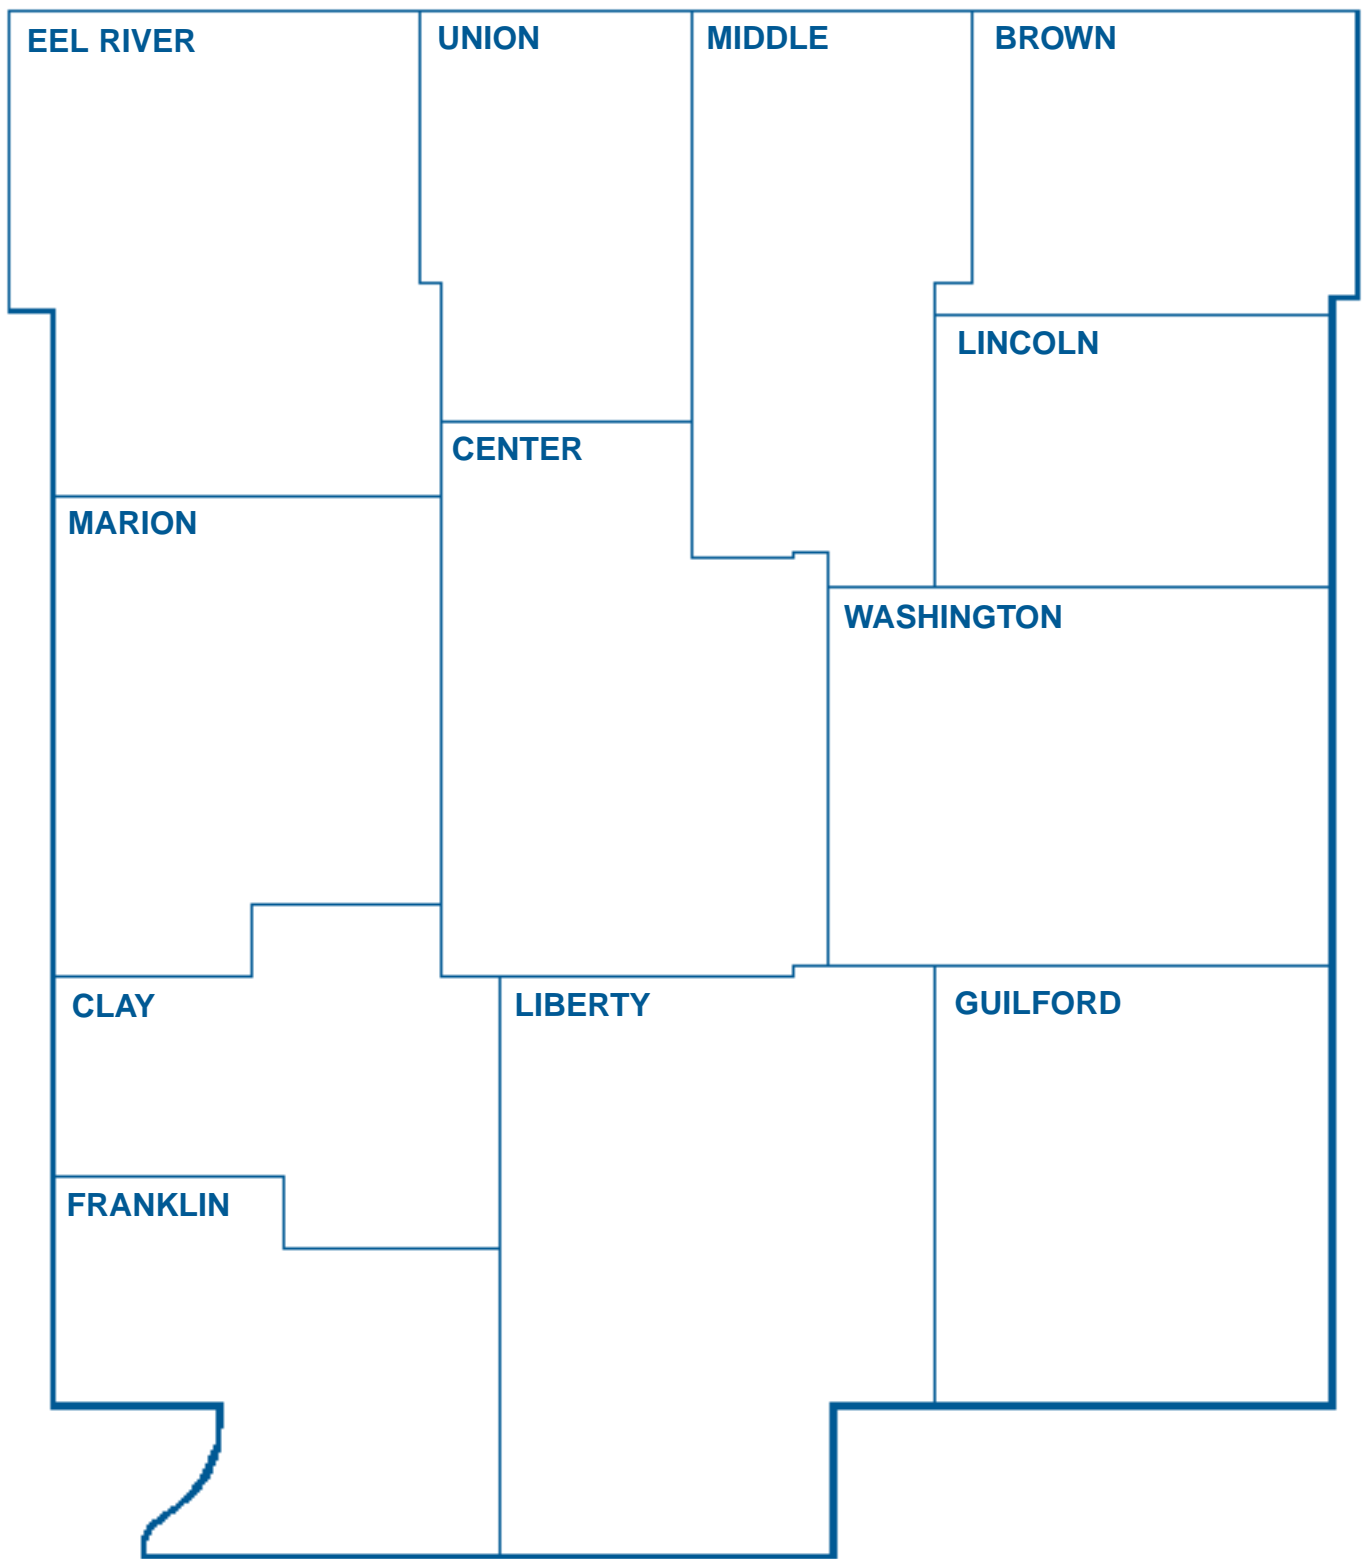 EEL RIVER
UNION
MIDDLE
BROWN
LINCOLN
CENTER
MARION
WASHINGTON
CLAY
LIBERTY
GUILFORD
FRANKLIN